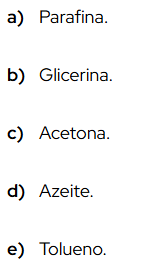 a) Parafina.
b) Glicerina.
c) Acetona.
d) Azeite.
e) Tolueno.